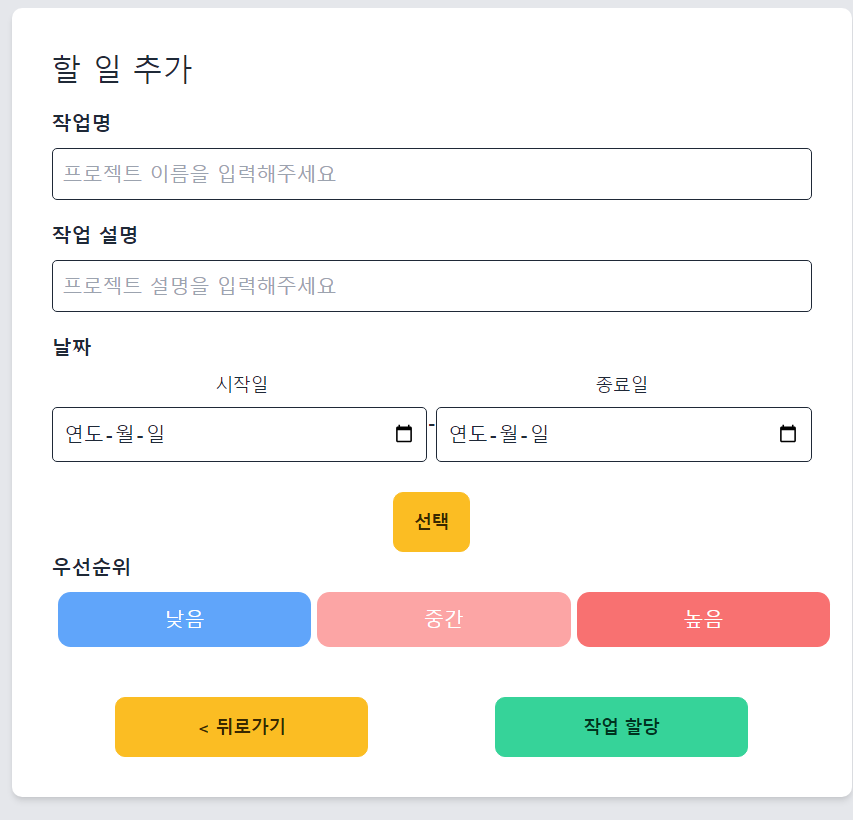 할 일 추가
작업명
프로젝트 이름을 입력해주세요
작업 설명
프로젝트 설명을 입력해주세요
날짜
시작일 종료일
연도-월-일 - 연도-월-일
선택
우선순위
낮음 중간 높음
< 뒤로가기 작업 할당